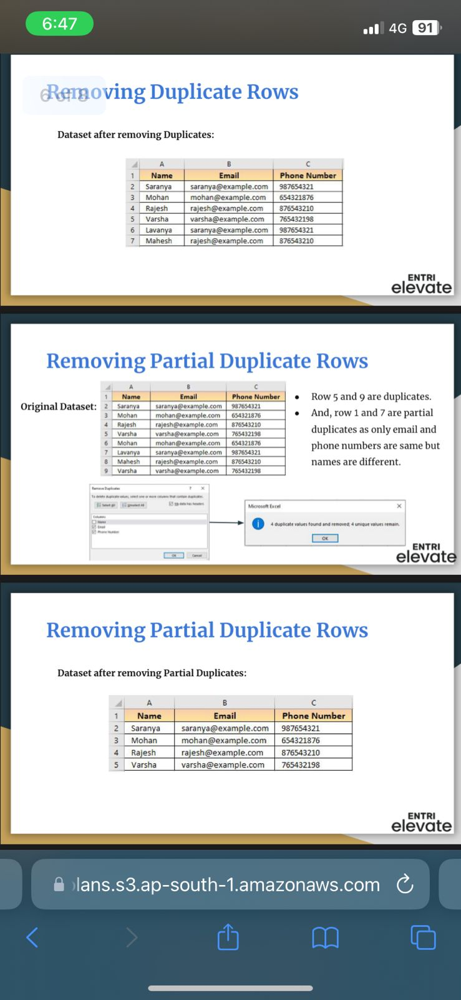 6:47
4G 91
6 of 8
Removing Duplicate Rows
Dataset after removing Duplicates:
A B C
1 Name Email Phone Number
2 Saranya saranya@example.com 987654321
3 Mohan mohan@example.com 654321876
4 Rajesh rajesh@example.com 876543210
5 Varsha varsha@example.com 765432198
6 Lavanya saranya@example.com 987654321
7 Mahesh rajesh@example.com 876543210
ENTRI
elevate
Removing Partial Duplicate Rows
Original Dataset:
A B C
1 Name Email Phone Number
2 Saranya saranya@example.com 987654321
3 Mohan mohan@example.com 654321876
4 Rajesh rajesh@example.com 876543210
5 Varsha varsha@example.com 765432198
6 Mohan mohan@example.com 654321876
7 Lavanya saranya@example.com 987654321
8 Mahesh rajesh@example.com 876543210
9 Varsha varsha@example.com 765432198
● Row 5 and 9 are duplicates.
● And, row 1 and 7 are partial
duplicates as only email and
phone numbers are same but
names are different.
Remove Duplicates ? X
To delete duplicate values, select one or more columns that contain duplicates.
Select All Unselect All My data has headers
Columns
Name
Email
Phone Number
OK Cancel
Microsoft Excel X
4 duplicate values found and removed; 4 unique values remain.
OK
ENTRI
elevate
Removing Partial Duplicate Rows
Dataset after removing Partial Duplicates:
A B C
1 Name Email Phone Number
2 Saranya saranya@example.com 987654321
3 Mohan mohan@example.com 654321876
4 Rajesh rajesh@example.com 876543210
5 Varsha varsha@example.com 765432198
ENTRI
elevate
lans.s3.ap-south-1.amazonaws.com